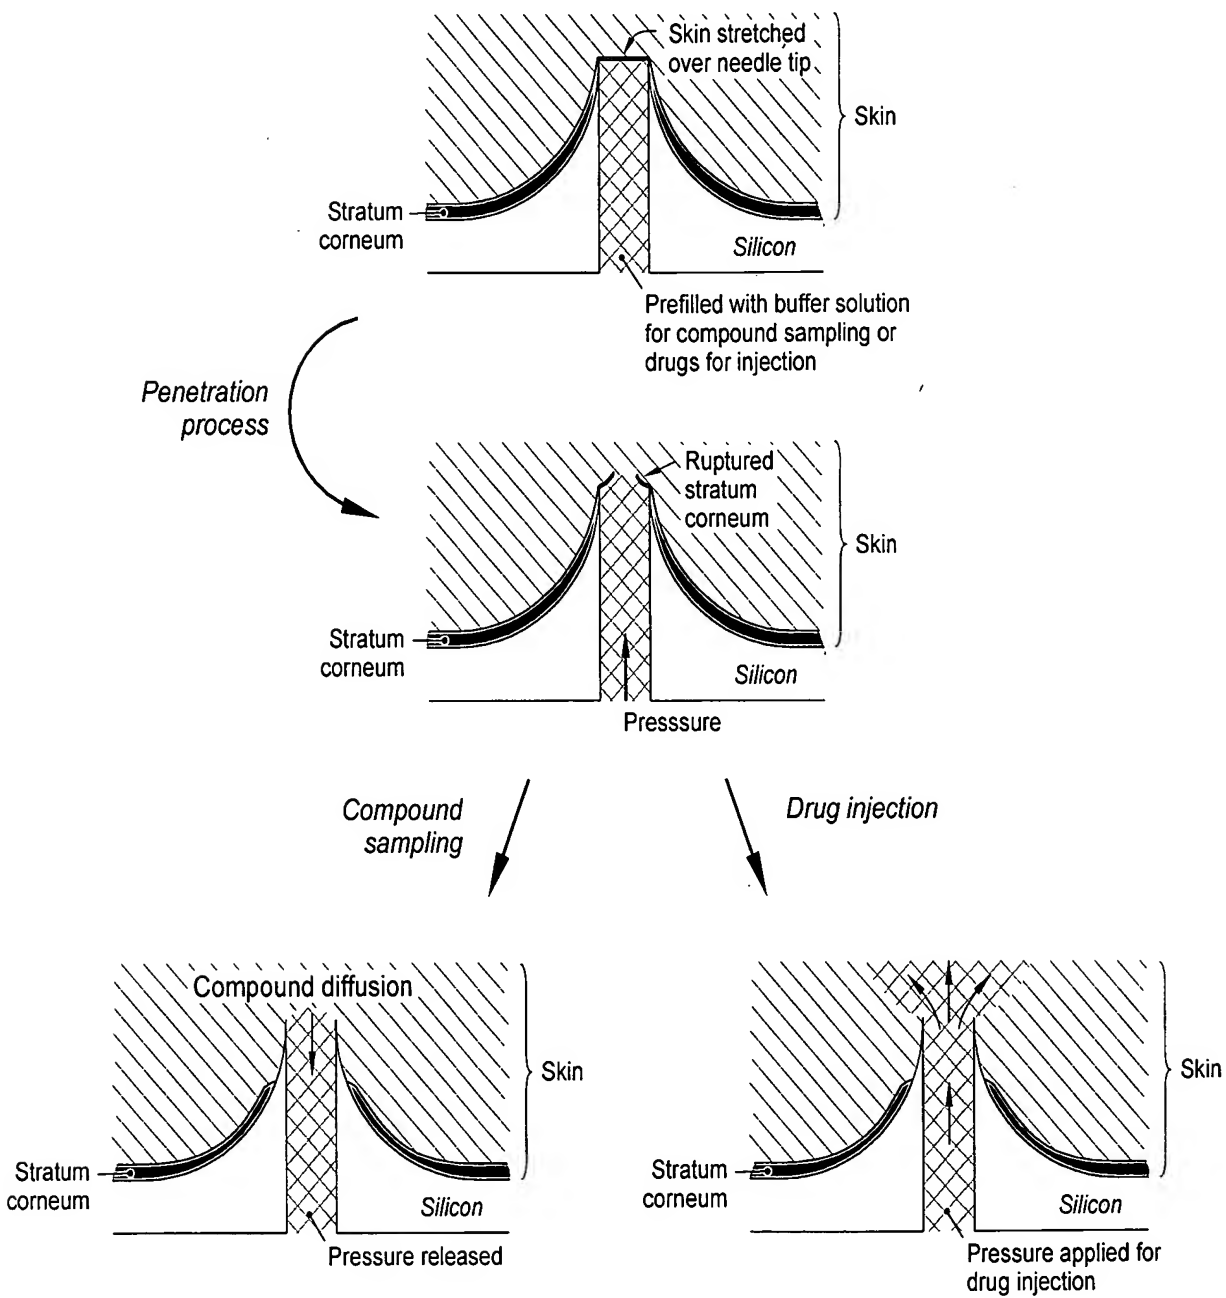 Skin stretched
over needle tip
Skin
Stratum
corneum
Silicon
Prefilled with buffer solution
for compound sampling or
drugs for injection
Penetration
process
Ruptured
stratum
corneum
Skin
Stratum
corneum
Silicon
Presssure
Compound
sampling
Drug injection
Compound diffusion
Skin
Stratum
corneum
Silicon
Pressure released
Skin
Stratum
corneum
Silicon
Pressure applied for
drug injection